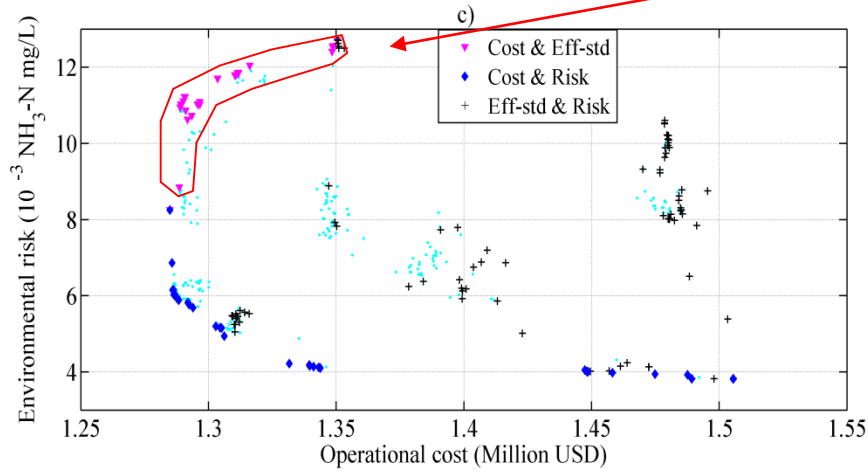 c)
Environmental risk (10⁻³ NH₃-N mg/L)
12
10
8
6
4
Cost & Eff-std
Cost & Risk
Eff-std & Risk
1.25 1.3 1.35 1.4 1.45 1.5 1.55
Operational cost (Million USD)